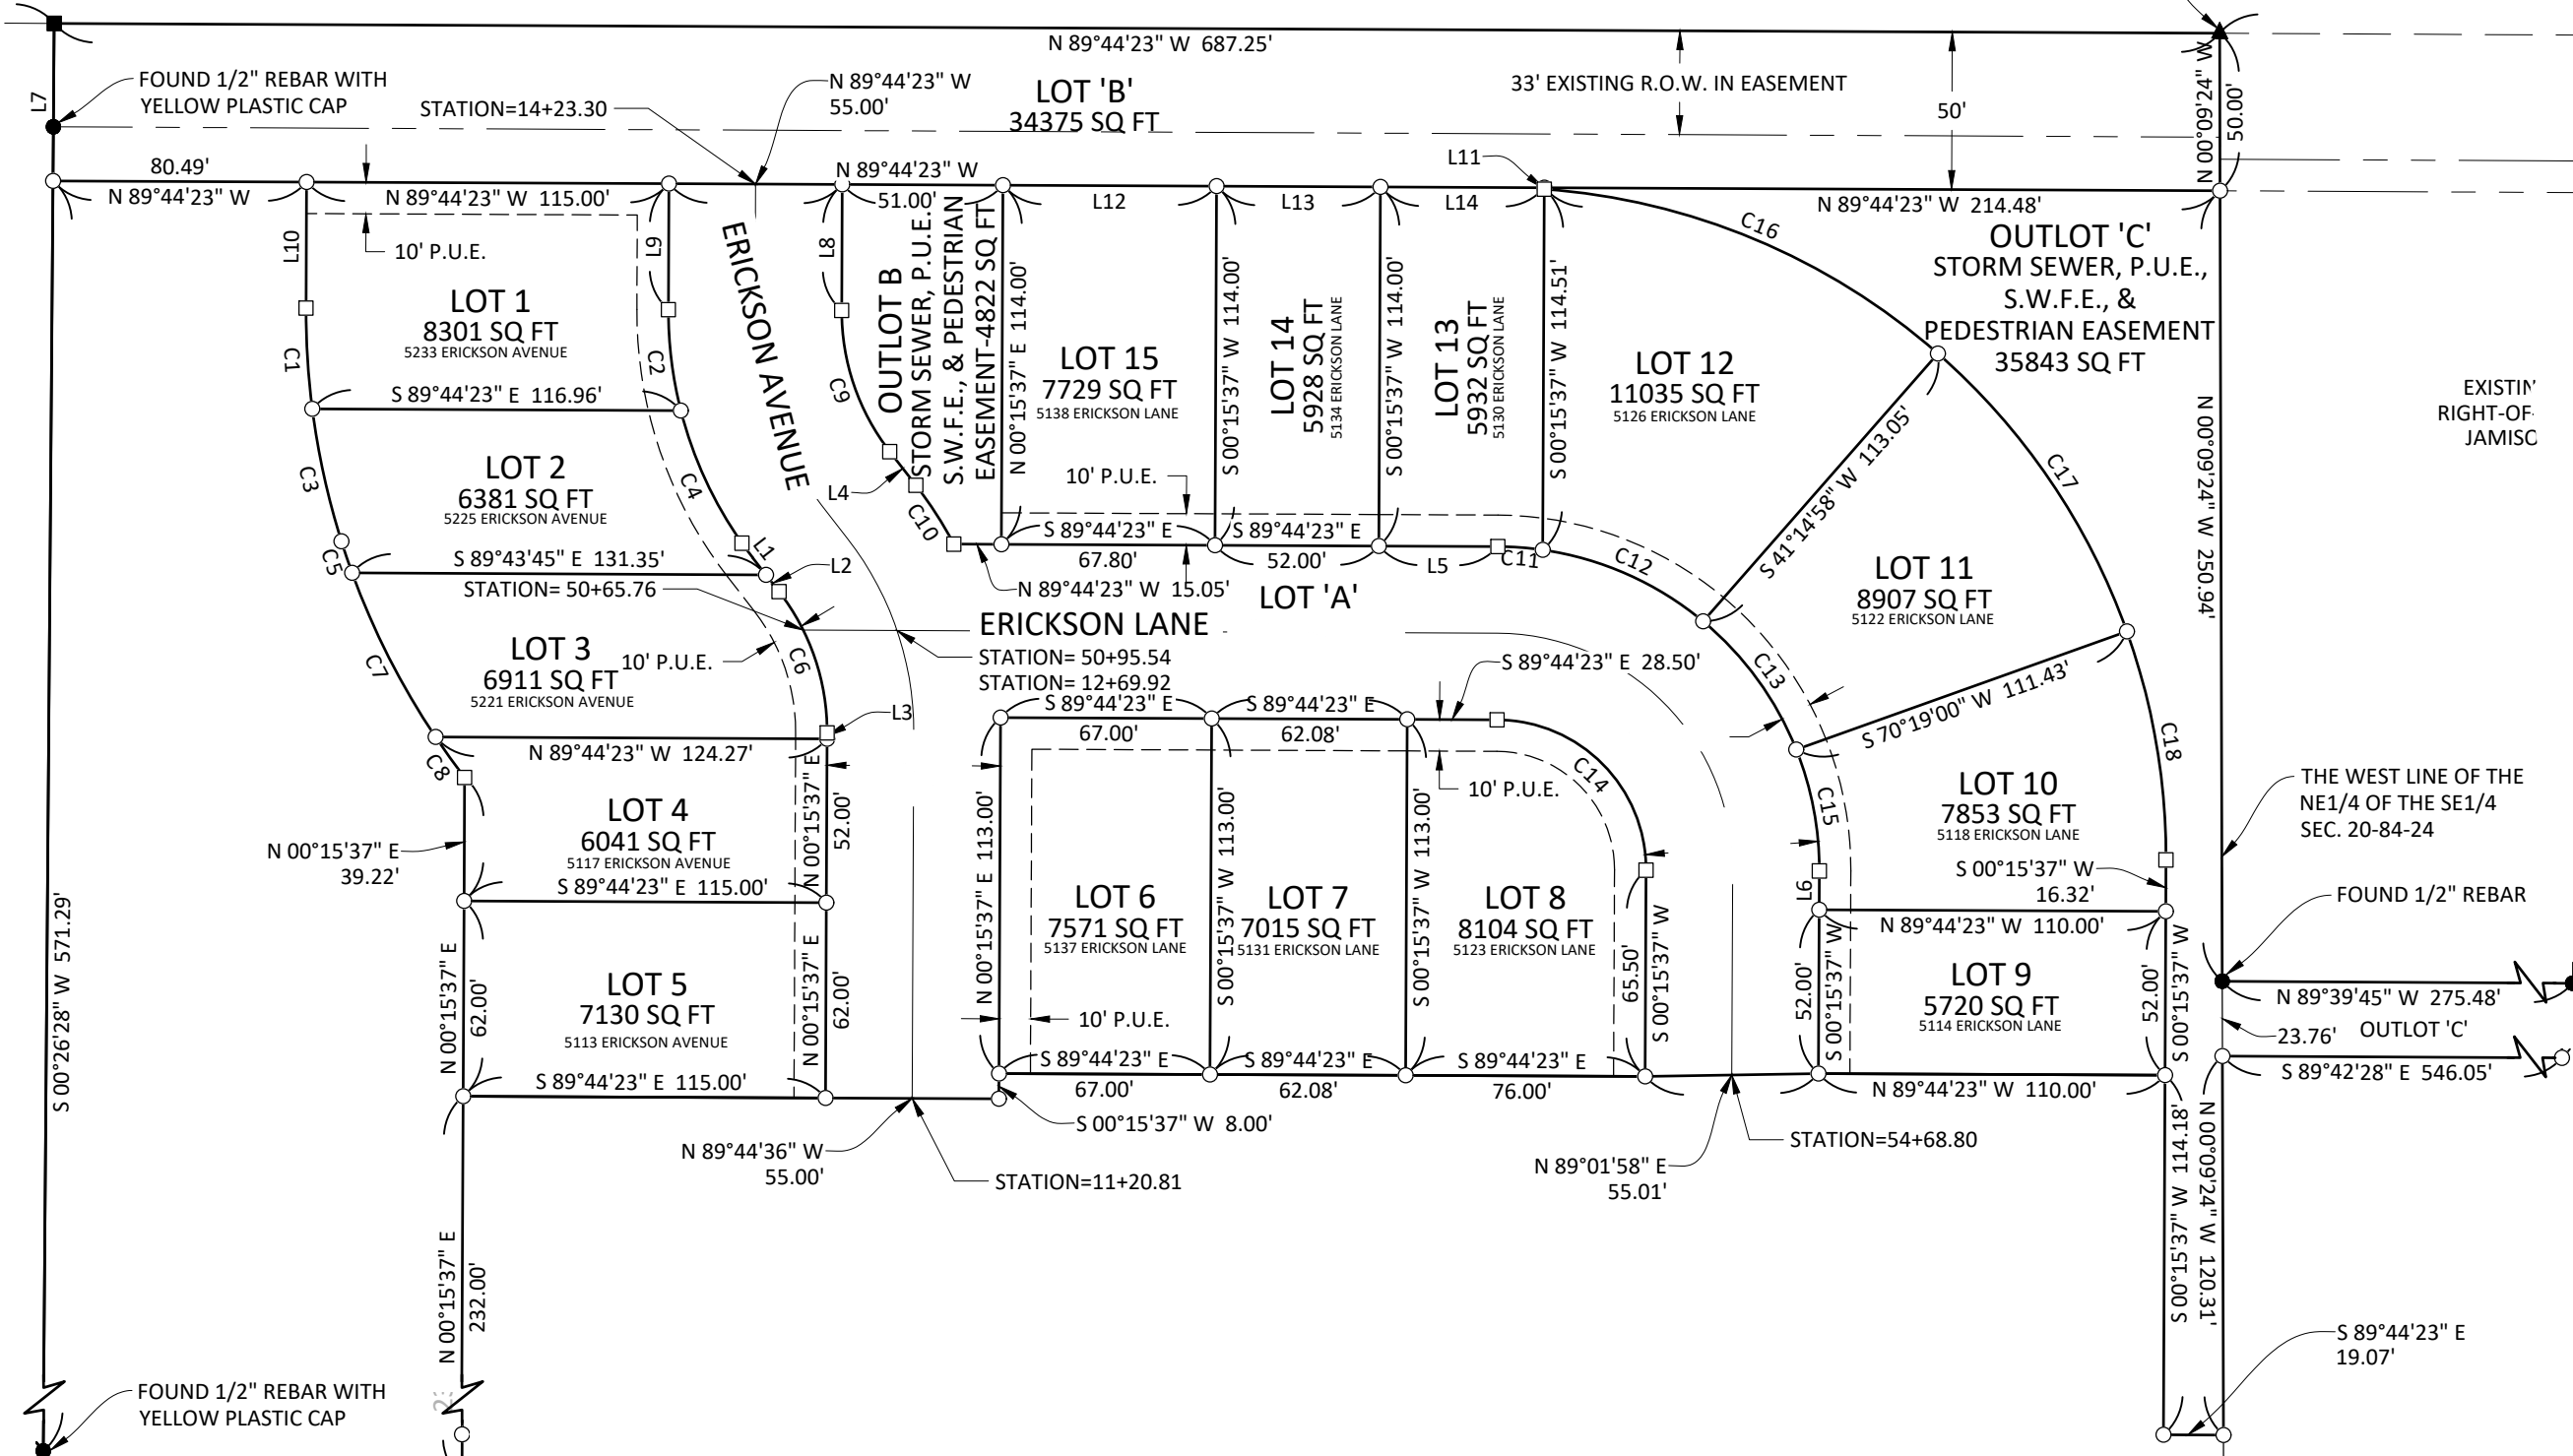 N 89°44'23" W 687.25'
L7
FOUND 1/2" REBAR WITH
YELLOW PLASTIC CAP
STATION=14+23.30
N 89°44'23" W
55.00'
LOT 'B'
34375 SQ FT
33' EXISTING R.O.W. IN EASEMENT
50'
N 00°09'24" W
50.00'
80.49'
N 89°44'23" W
N 89°44'23" W 115.00'
N 89°44'23" W
51.00'
L12
L13
L14
L11
N 89°44'23" W 214.48'
L10
10' P.U.E.
L9
L8
ERICKSON AVENUE
OUTLOT B
STORM SEWER, P.U.E.
S.W.F.E., & PEDESTRIAN
EASEMENT-4822 SQ FT
C16
OUTLOT 'C'
STORM SEWER, P.U.E.,
S.W.F.E., &
PEDESTRIAN EASEMENT
35843 SQ FT
LOT 1
8301 SQ FT
5233 ERICKSON AVENUE
C1
C2
C9
S 89°44'23" E 116.96'
N 00°15'37" E 114.00'
LOT 15
7729 SQ FT
5138 ERICKSON LANE
S 00°15'37" W 114.00'
LOT 14
5928 SQ FT
5134 ERICKSON LANE
S 00°15'37" W 114.00'
LOT 13
5932 SQ FT
5130 ERICKSON LANE
S 00°15'37" W 114.51'
LOT 12
11035 SQ FT
5126 ERICKSON LANE
RIGHT-OF-
N 00°09'24" W 250.94'
C3
LOT 2
6381 SQ FT
5225 ERICKSON AVENUE
C4
L4
C10
10' P.U.E.
S 41°14'58" W 113.05'
C17
C5
S 89°43'45" E 131.35'
L1
L2
STATION= 50+65.76
S 89°44'23" E
67.80'
S 89°44'23" E
52.00'
L5
C11
C12
N 89°44'23" W 15.05'
LOT 'A'
ERICKSON LANE
LOT 11
8907 SQ FT
5122 ERICKSON LANE
C7
LOT 3
6911 SQ FT
5221 ERICKSON AVENUE
10' P.U.E.
C6
STATION= 50+95.54
STATION= 12+69.92
S 89°44'23" E 28.50'
C13
S 70°19'00" W 111.43'
L3
C8
N 89°44'23" W 124.27'
S 89°44'23" E
67.00'
S 89°44'23" E
62.08'
C14
10' P.U.E.
C15
C18
LOT 10
7853 SQ FT
5118 ERICKSON LANE
THE WEST LINE OF THE
NE1/4 OF THE SE1/4
SEC. 20-84-24
N 00°15'37" E
39.22'
LOT 4
6041 SQ FT
5117 ERICKSON AVENUE
N 00°15'37" E
52.00'
N 00°15'37" E 113.00'
S 00°15'37" W 113.00'
S 00°15'37" W 113.00'
S 00°15'37" W
16.32'
S 89°44'23" E 115.00'
L6
N 89°44'23" W 110.00'
FOUND 1/2" REBAR
S 00°26'28" W 571.29'
N 00°15'37" E
62.00'
LOT 5
7130 SQ FT
5113 ERICKSON AVENUE
N 00°15'37" E
62.00'
LOT 6
7571 SQ FT
5137 ERICKSON LANE
LOT 7
7015 SQ FT
5131 ERICKSON LANE
LOT 8
8104 SQ FT
5123 ERICKSON LANE
65.50'
S 00°15'37" W
52.00'
S 00°15'37" W
LOT 9
5720 SQ FT
5114 ERICKSON LANE
52.00'
S 00°15'37" W
N 89°39'45" W 275.48'
23.76'
OUTLOT 'C'
S 89°42'28" E 546.05'
10' P.U.E.
S 89°44'23" E 115.00'
S 89°44'23" E
67.00'
S 89°44'23" E
62.08'
S 89°44'23" E
76.00'
N 89°44'23" W 110.00'
S 00°15'37" W 8.00'
N 89°44'36" W
55.00'
STATION=11+20.81
N 89°01'58" E
55.01'
STATION=54+68.80
S 00°15'37" W 114.18'
N 00°09'24" W 120.31'
N 00°15'37" E
232.00'
S 89°44'23" E
19.07'
FOUND 1/2" REBAR WITH
YELLOW PLASTIC CAP